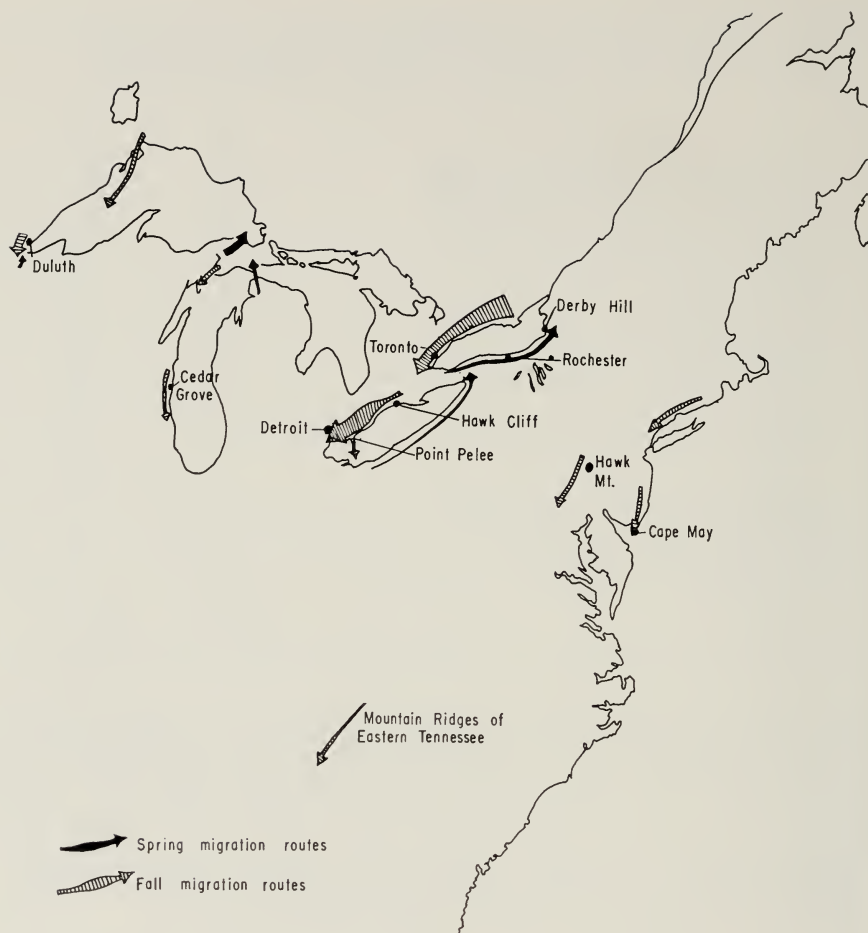 Duluth
Derby Hill
Toronto
Rochester
Cedar
Grove
Hawk Cliff
Detroit
Point Pelee
Hawk
Mt.
Cape May
Mountain Ridges of
Eastern Tennessee
Spring migration routes
Fall migration routes